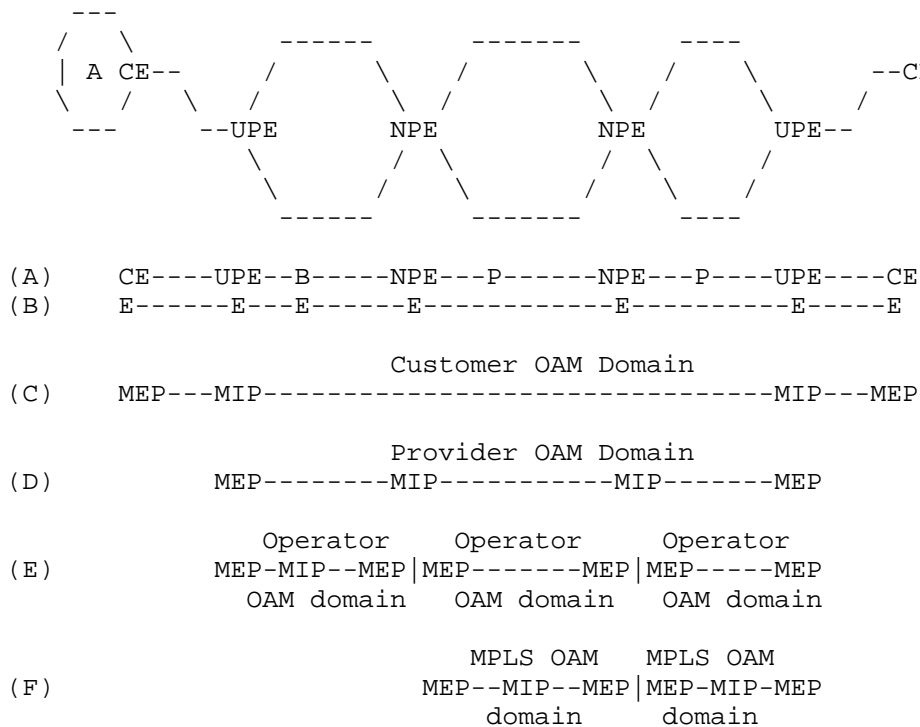 ---
  /   \         ------      -------      ----
  | A CE--     /      \    /       \    /    \       --CE
  \   /   \   /        \  /         \  /      \     /
   ---     --UPE       NPE          NPE        UPE--
             \        /  \         /  \      /
              \      /    \       /    \    /
               ------      -------      ----
(A)    CE----UPE--B-----NPE---P------NPE---P----UPE----CE
(B)    E------E---E------E------------E----------E-----E
Customer OAM Domain
(C)    MEP---MIP--------------------------------MIP---MEP
Provider OAM Domain
(D)          MEP--------MIP-----------MIP-------MEP
Operator    Operator     Operator
(E)          MEP-MIP--MEP|MEP-------MEP|MEP-----MEP
OAM domain   OAM domain   OAM domain
MPLS OAM   MPLS OAM
(F)                       MEP--MIP--MEP|MEP-MIP-MEP
domain     domain